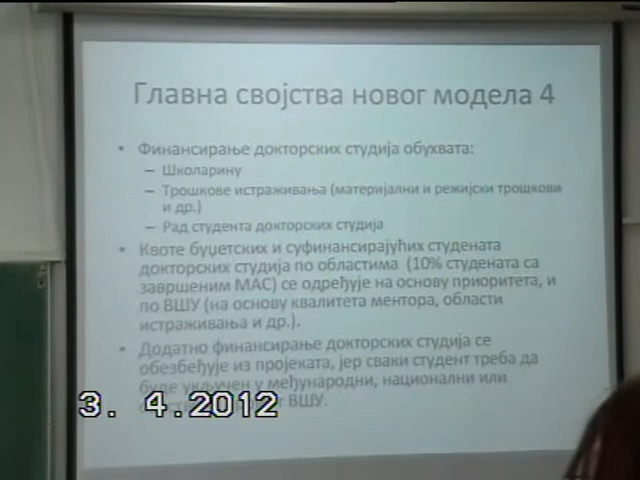 Главна својства новог модела 4
• Финансирање докторских студија обухвата:
– Школарину
– Трошкове истраживања (материјални и режијски трошкови
и др.)
– Рад студента докторских студија
• Квоте буџетских и суфинансирајућих студената
докторских студија по областима (10% студената са
завршеним МАС) се одређује на основу приоритета, и
по ВШУ (на основу квалитета ментора, области
истраживања и др.).
• Додатно финансирање докторских студија се
обезбеђује из пројеката, јер сваки студент треба да
буде укључен у међународни, национални или
ВШУ.
3. 4.2012